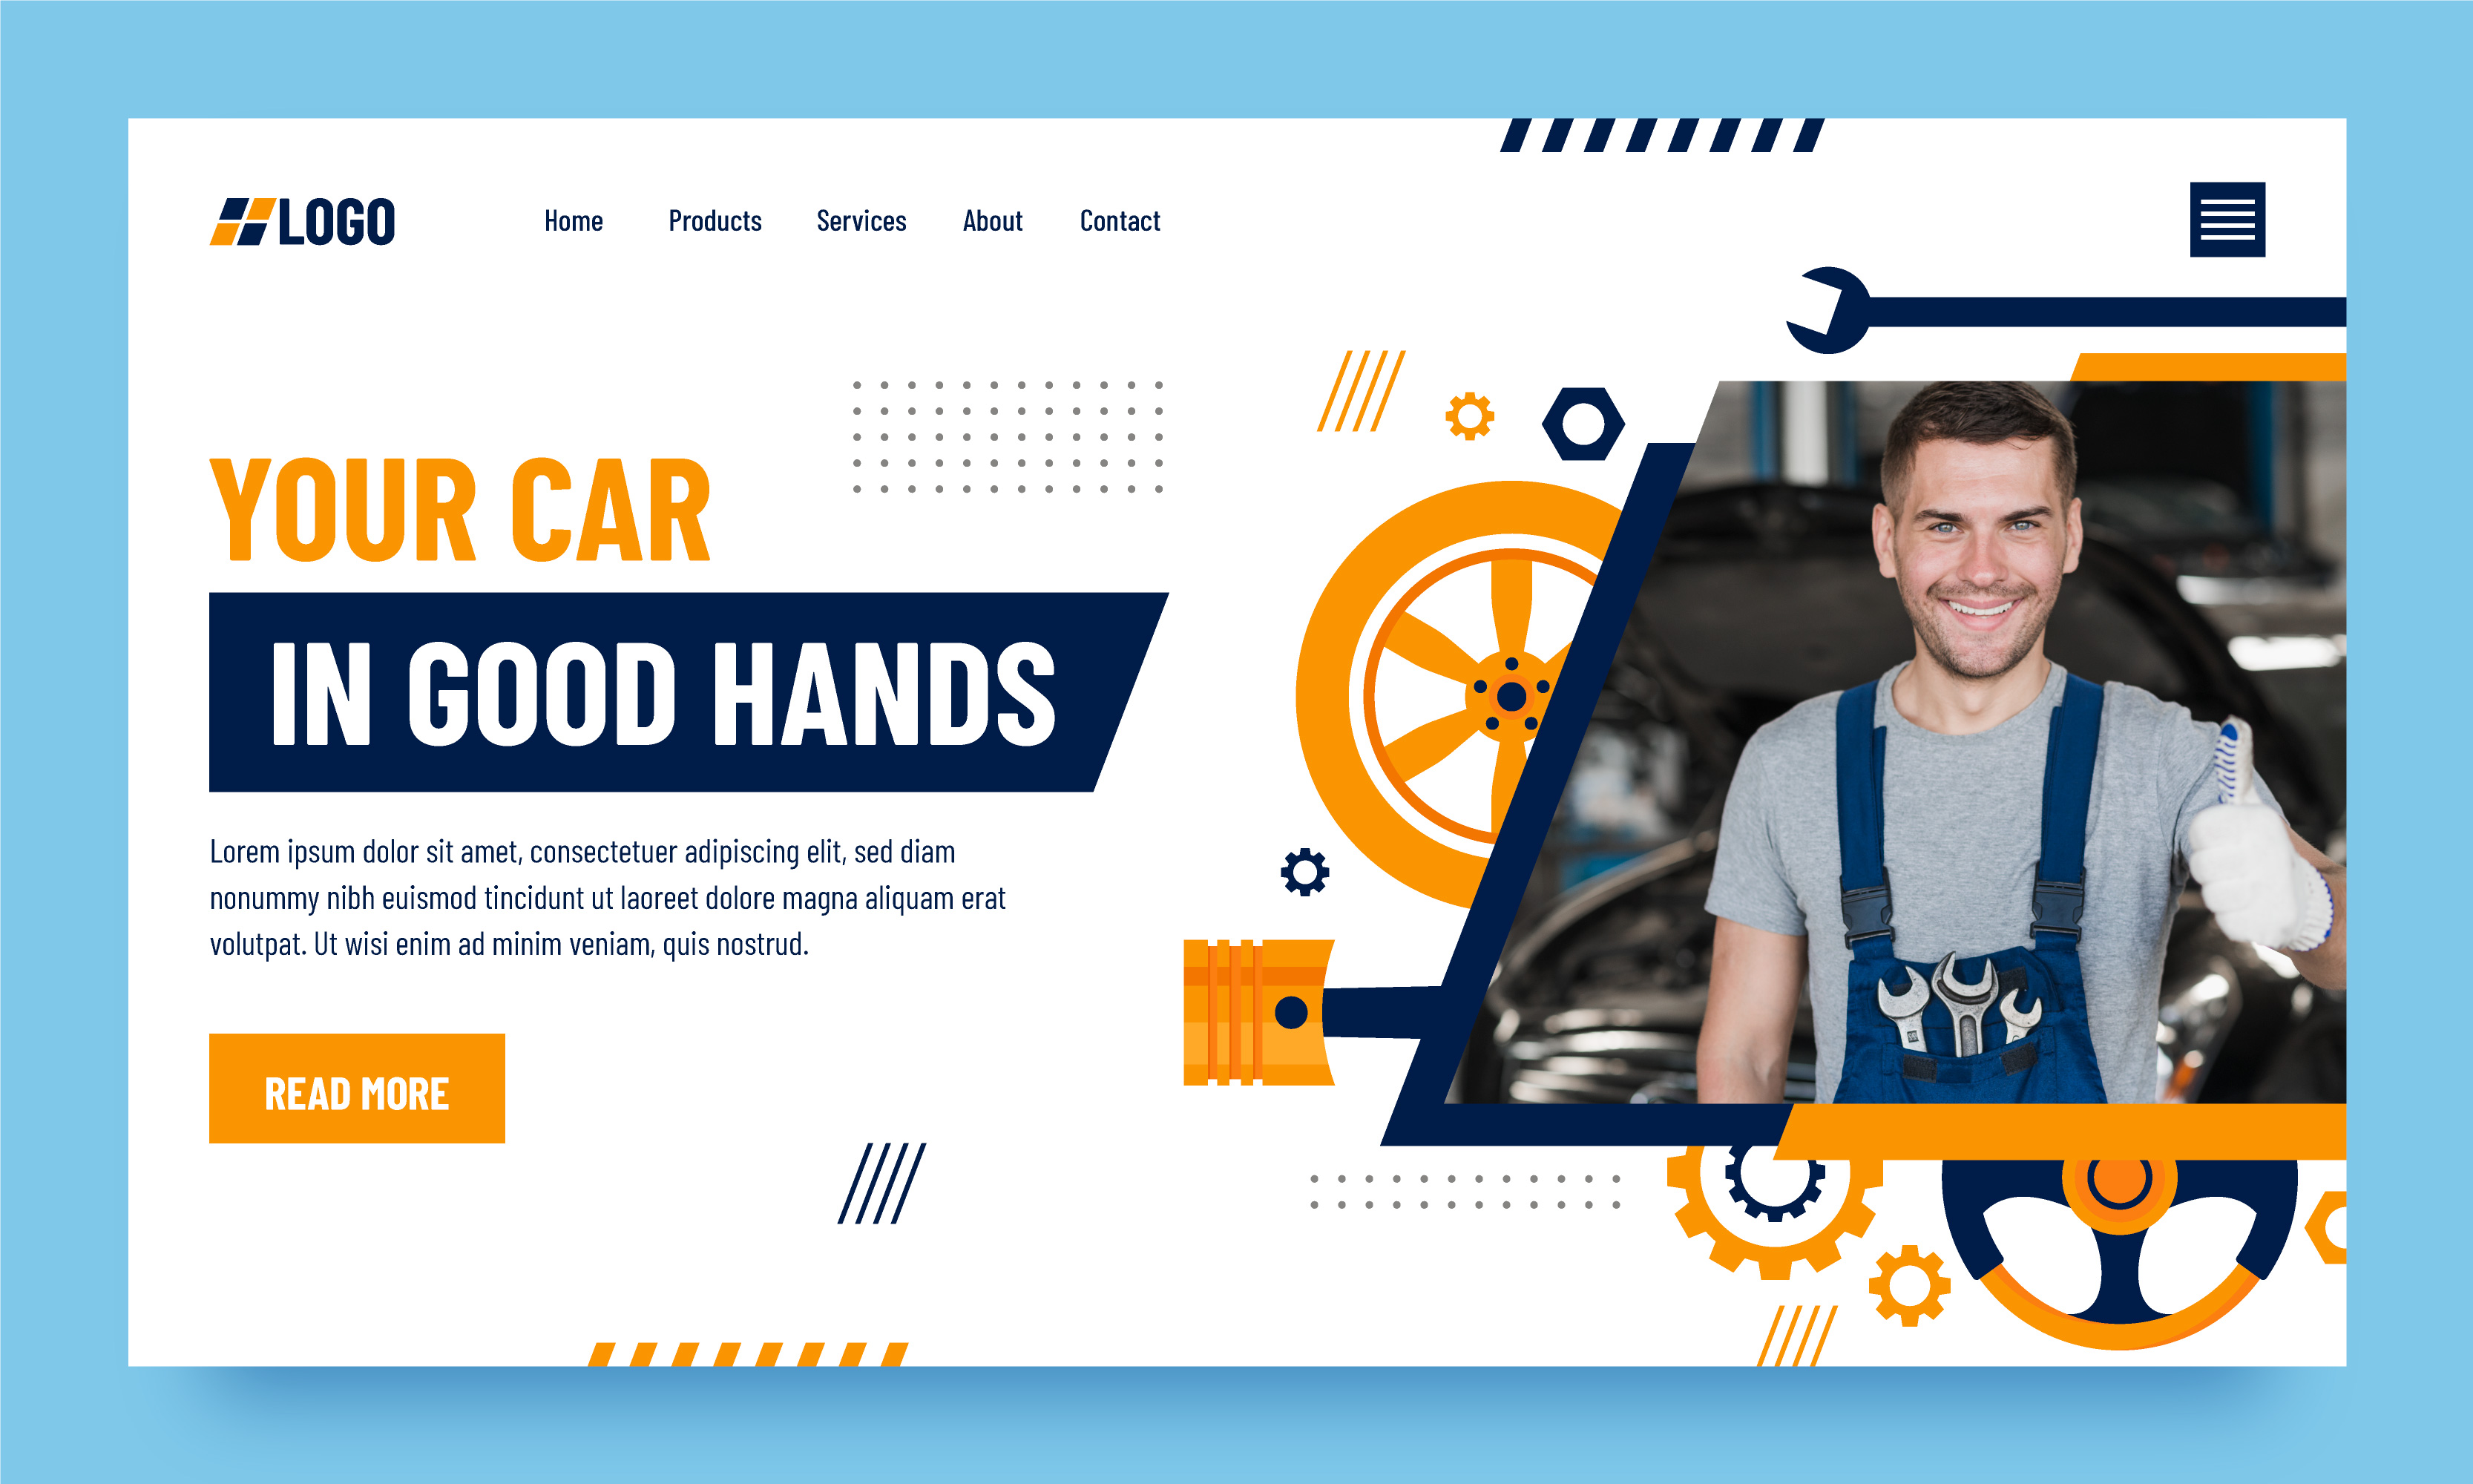 LOGO
Home Products Services About Contact
YOUR CAR
IN GOOD HANDS
Lorem ipsum dolor sit amet, consectetuer adipiscing elit, sed diam
nonummy nibh euismod tincidunt ut laoreet dolore magna aliquam erat
volutpat. Ut wisi enim ad minim veniam, quis nostrud.
READ MORE